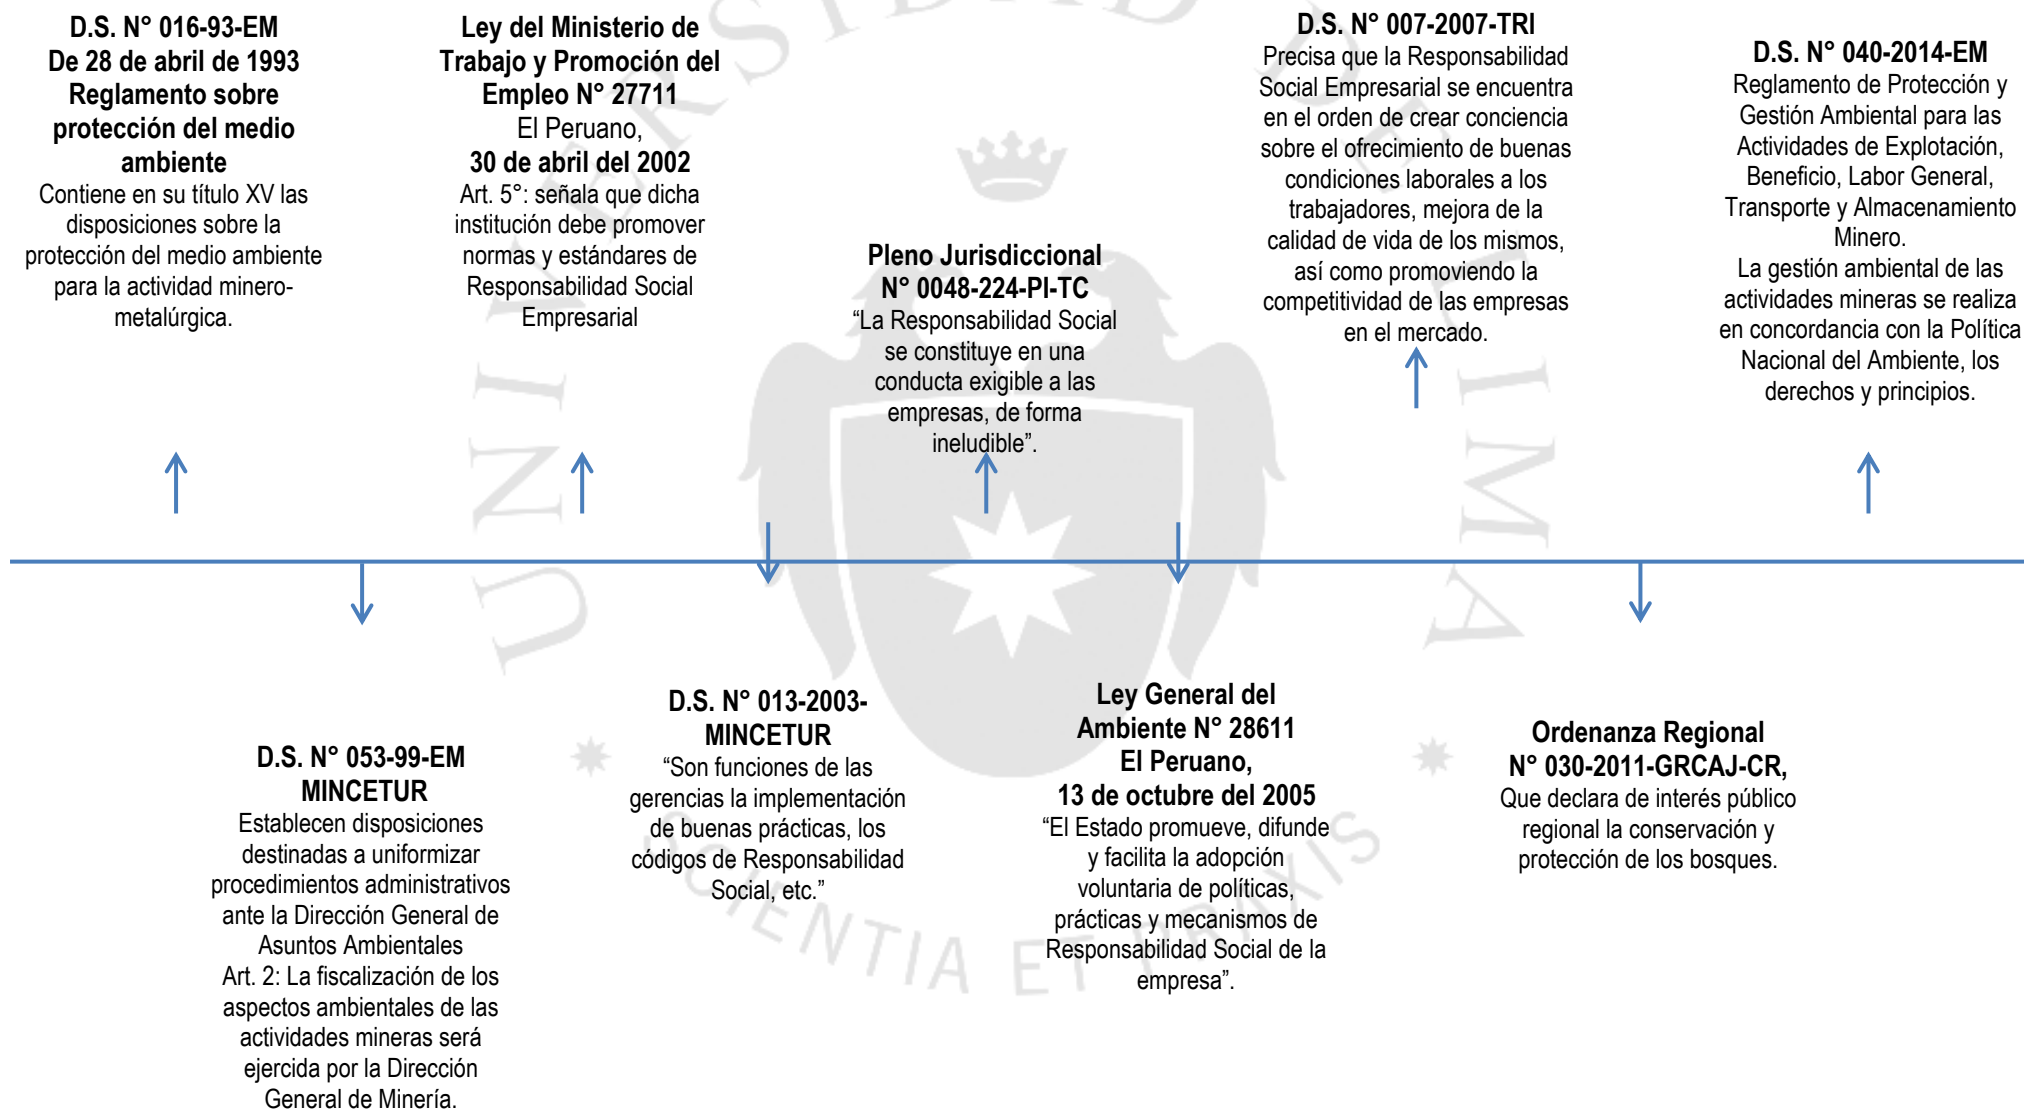 D.S. N° 016-93-EM
De 28 de abril de 1993
Reglamento sobre
protección del medio
ambiente
Contiene en su título XV las
disposiciones sobre la
protección del medio ambiente
para la actividad minero-
metalúrgica.
Ley del Ministerio de
Trabajo y Promoción del
Empleo N° 27711
El Peruano,
30 de abril del 2002
Art. 5°: señala que dicha
institución debe promover
normas y estándares de
Responsabilidad Social
Empresarial
Pleno Jurisdiccional
N° 0048-224-PI-TC
“La Responsabilidad Social
se constituye en una
conducta exigible a las
empresas, de forma
ineludible”.
D.S. N° 007-2007-TRI
Precisa que la Responsabilidad
Social Empresarial se encuentra
en el orden de crear conciencia
sobre el ofrecimiento de buenas
condiciones laborales a los
trabajadores, mejora de la
calidad de vida de los mismos,
así como promoviendo la
competitividad de las empresas
en el mercado.
D.S. N° 040-2014-EM
Reglamento de Protección y
Gestión Ambiental para las
Actividades de Explotación,
Beneficio, Labor General,
Transporte y Almacenamiento
Minero.
La gestión ambiental de las
actividades mineras se realiza
en concordancia con la Política
Nacional del Ambiente, los
derechos y principios.
D.S. N° 053-99-EM
MINCETUR
Establecen disposiciones
destinadas a uniformizar
procedimientos administrativos
ante la Dirección General de
Asuntos Ambientales
Art. 2: La fiscalización de los
aspectos ambientales de las
actividades mineras será
ejercida por la Dirección
General de Minería.
D.S. N° 013-2003-
MINCETUR
“Son funciones de las
gerencias la implementación
de buenas prácticas, los
códigos de Responsabilidad
Social, etc.”
Ley General del
Ambiente N° 28611
El Peruano,
13 de octubre del 2005
“El Estado promueve, difunde
y facilita la adopción
voluntaria de políticas,
prácticas y mecanismos de
Responsabilidad Social de la
empresa”.
Ordenanza Regional
N° 030-2011-GRCAJ-CR,
Que declara de interés público
regional la conservación y
protección de los bosques.
UNIVERSIDAD DE LIMA
SCIENTIA ET PRAXIS